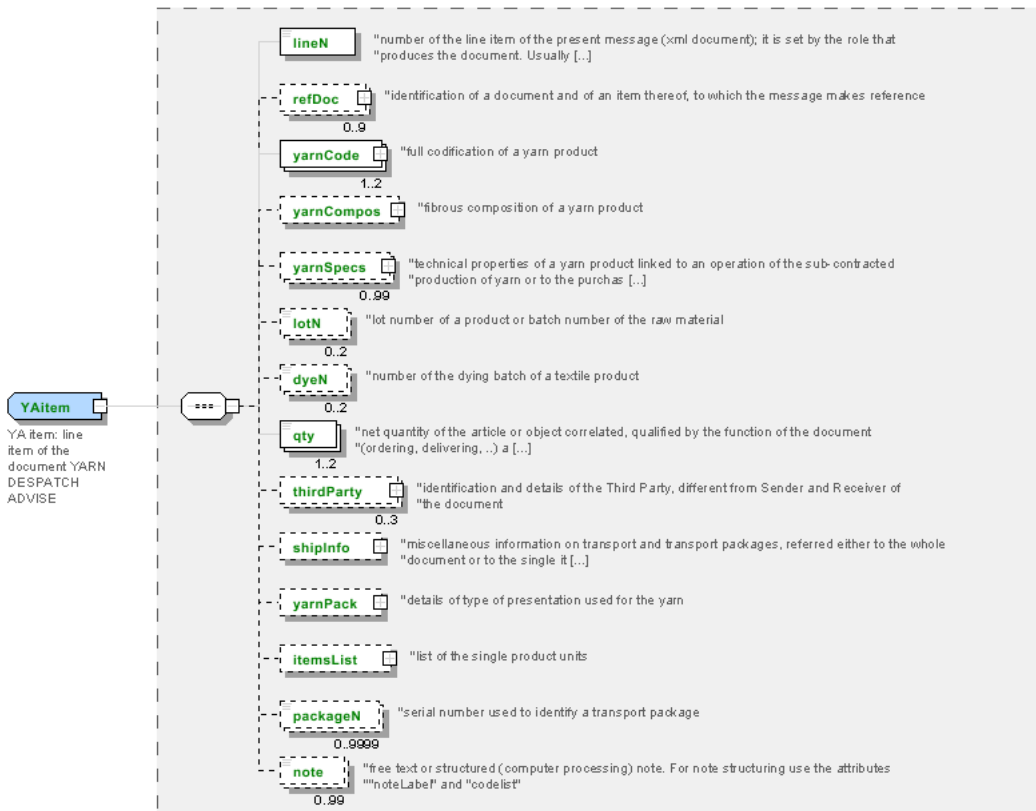 lineN
"number of the line item of the present message (xml document); it is set by the role that
"produces the document. Usually [...]
refDoc
"identification of a document and of an item thereof, to which the message makes reference
0..9
yarnCode
"full codification of a yarn product
1..2
yarnCompos
"fibrous composition of a yarn product
yarnSpecs
"technical properties of a yarn product linked to an operation of the sub-contracted
"production of yarn or to the purchas [...]
0..99
lotN
"lot number of a product or batch number of the raw material
0..2
dyeN
"number of the dying batch of a textile product
0..2
YAitem
YA item: line
item of the
document YARN
DESPATCH
ADVISE
qty
"net quantity of the article or object correlated, qualified by the function of the document
"(ordering, delivering, ..) a [...]
1..2
thirdParty
"identification and details of the Third Party, different from Sender and Receiver of
"the document
0..3
shipInfo
"miscellaneous information on transport and transport packages, referred either to the whole
"document or to the single it [...]
yarnPack
"details of type of presentation used for the yarn
itemsList
"list of the single product units
packageN
"serial number used to identify a transport package
0..9999
note
"free text or structured (computer processing) note. For note structuring use the attributes
""noteLabel" and "codelist"
0..99